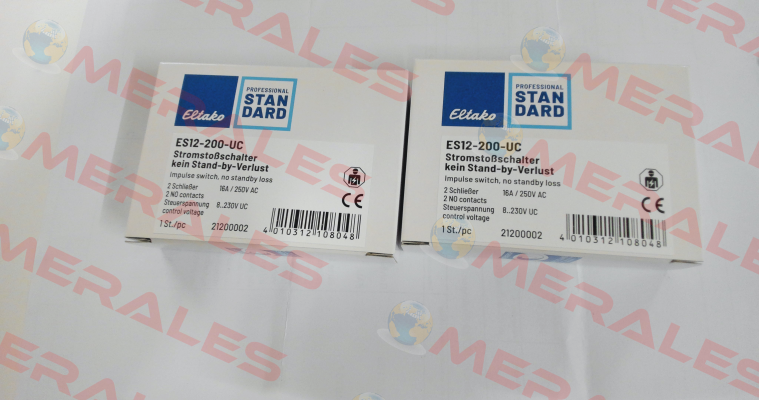 Eltako
PROFESSIONAL
STAN
DARD
ES12-200-UC
Stromstoßschalter
kein Stand-by-Verlust
impulse switch, no standby loss
2 Schließer 16A / 250V AC
2 NO contacts
Steuerspannung 8..230V UC
control voltage
1 St./pc 21200002
4 010312 108048
CE
Eltako
PROFESSIONAL
STAN
DARD
ES12-200-UC
Stromstoßschalter
kein Stand-by-Verlust
impulse switch, no standby loss
2 Schließer 16A / 250V AC
2 NO contacts
Steuerspannung 8..230V UC
control voltage
1 St./pc 21200002
4 010312 108048
CE
MERALES
MERALES
MERALES
MERALES
MERALES
MERALES